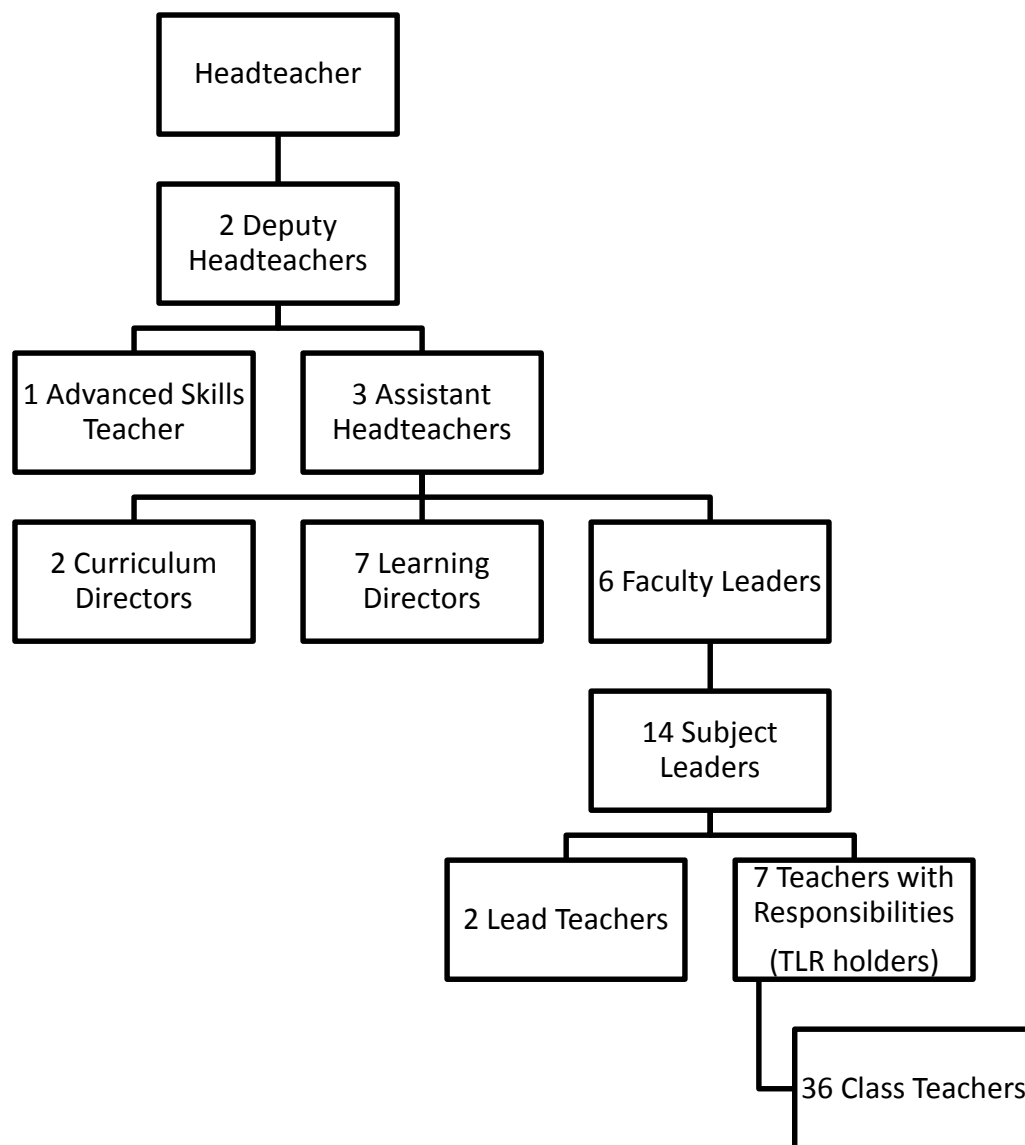 Headteacher
2 Deputy
Headteachers
1 Advanced Skills
Teacher
3 Assistant
Headteachers
2 Curriculum
Directors
7 Learning
Directors
6 Faculty Leaders
14 Subject
Leaders
2 Lead Teachers
7 Teachers with
Responsibilities
(TLR holders)
36 Class Teachers